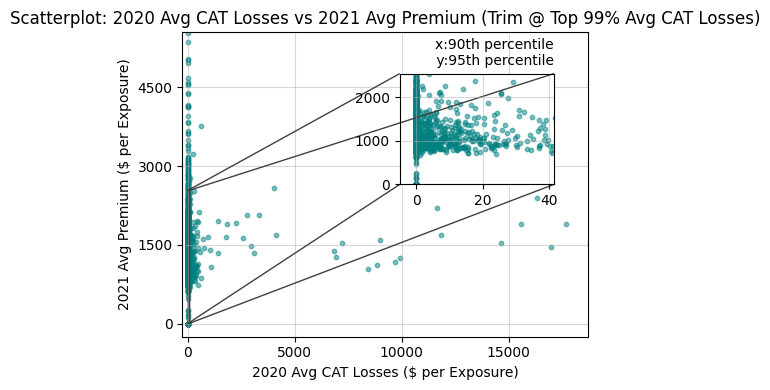 Scatterplot: 2020 Avg CAT Losses vs 2021 Avg Premium (Trim @ Top 99% Avg CAT Losses)
x:90th percentile
y:95th percentile
2000
1000
0
0 20 40
4500
3000
1500
0
2021 Avg Premium ($ per Exposure)
0 5000 10000 15000
2020 Avg CAT Losses ($ per Exposure)